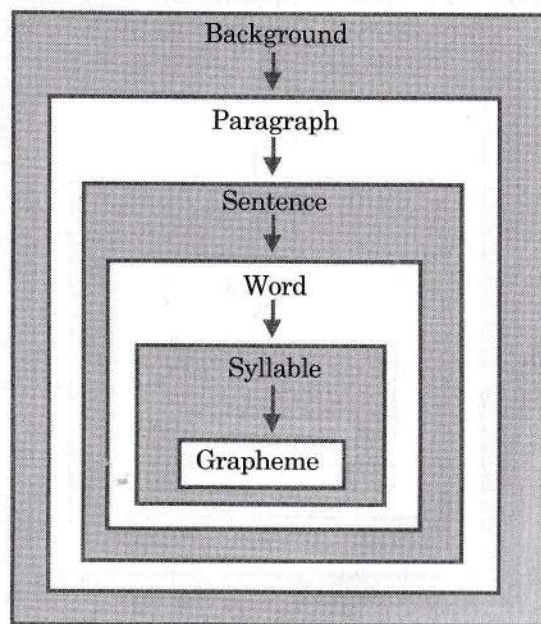 Background
Paragraph
Sentence
Word
Syllable
Grapheme